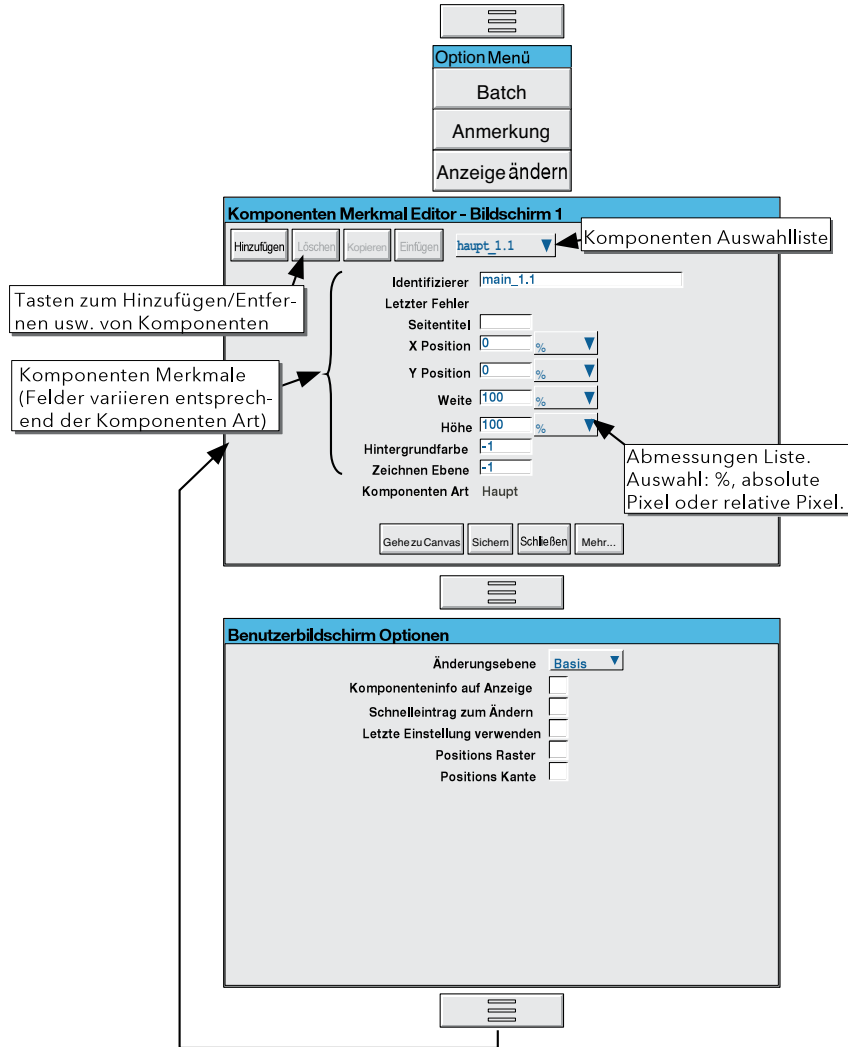 Option Menü
Batch
Anmerkung
Anzeige ändern
Komponenten Merkmal Editor - Bildschirm 1
Hinzufügen Löschen Kopieren Einfügen haupt_1.1
Komponenten Auswahlliste
Identifizierer main_1.1
Letzter Fehler
Seitentitel
X Position 0 %
Y Position 0 %
Weite 100 %
Höhe 100 %
Hintergrundfarbe -1
Zeichnen Ebene -1
Komponenten Art Haupt
Tasten zum Hinzufügen/Entfer-
nen usw. von Komponenten
Komponenten Merkmale
(Felder variieren entsprech-
end der Komponenten Art)
Abmessungen Liste.
Auswahl: %, absolute
Pixel oder relative Pixel.
Gehe zu Canvas Sichern Schließen Mehr...
Benutzerbildschirm Optionen
Änderungsebene Basis
Komponenteninfo auf Anzeige
Schnelleintrag zum Ändern
Letzte Einstellung verwenden
Positions Raster
Positions Kante